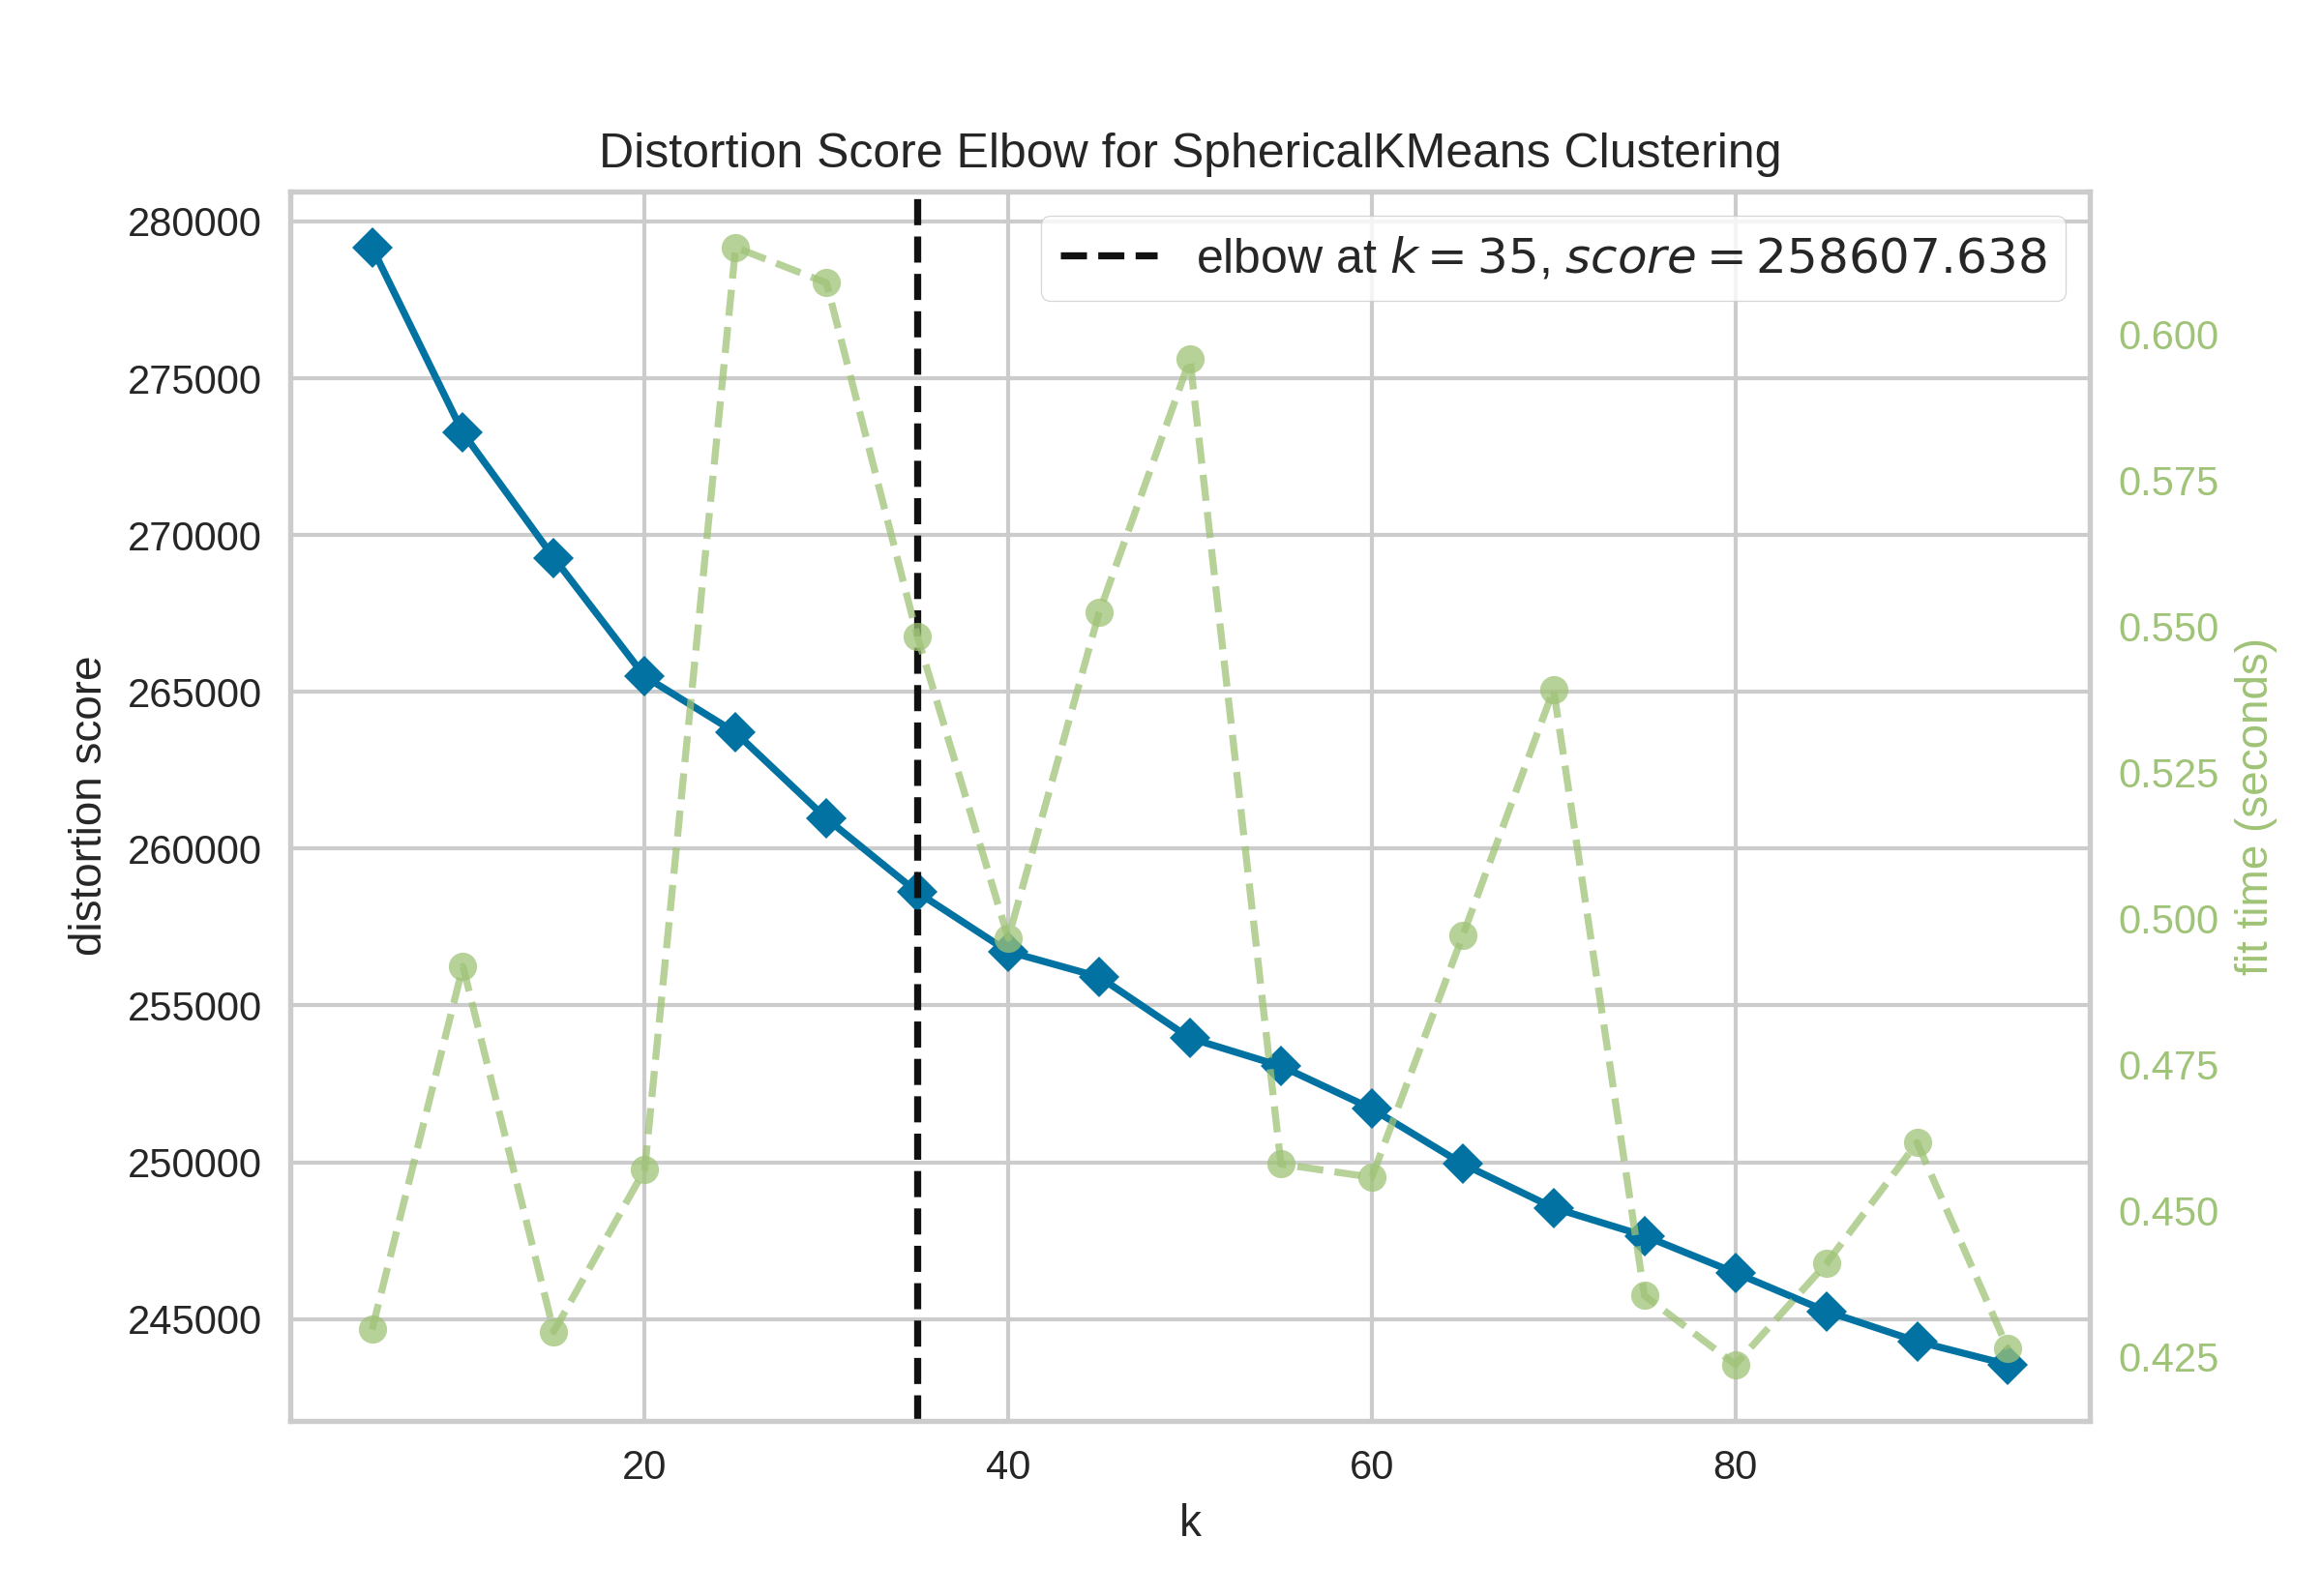 Distortion Score Elbow for SphericalKMeans Clustering
elbow at k = 35, score = 258607.638
distortion score
280000
275000
270000
265000
260000
255000
250000
245000
0.600
0.575
0.550
0.525
0.500
0.475
0.450
0.425
fit time (seconds)
20 40 60 80
k